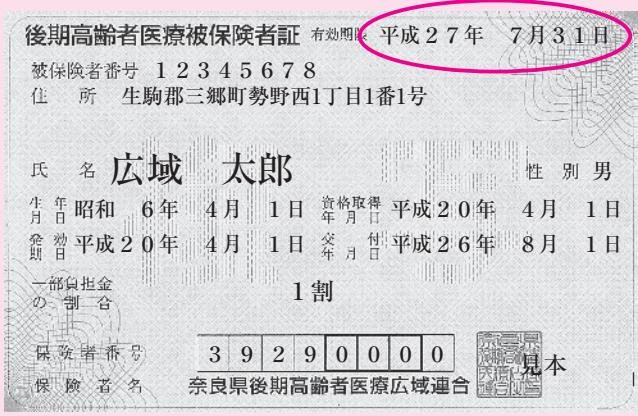 後期高齢者医療被保険者証 有効期限 平成27年 7月31日
被保険者番号 12345678
住 所 生駒郡三郷町勢野西1丁目1番1号
氏 名 広域 太郎 性 別 男
生年月日 昭和 6年 4月 1日 資格取得年月日 平成20年 4月 1日
発効期日 平成20年 4月 1日 交付年月日 平成26年 8月 1日
一部負担金の割合 1割
保険者番号 39290000
保険者名 奈良県後期高齢者医療広域連合 見本